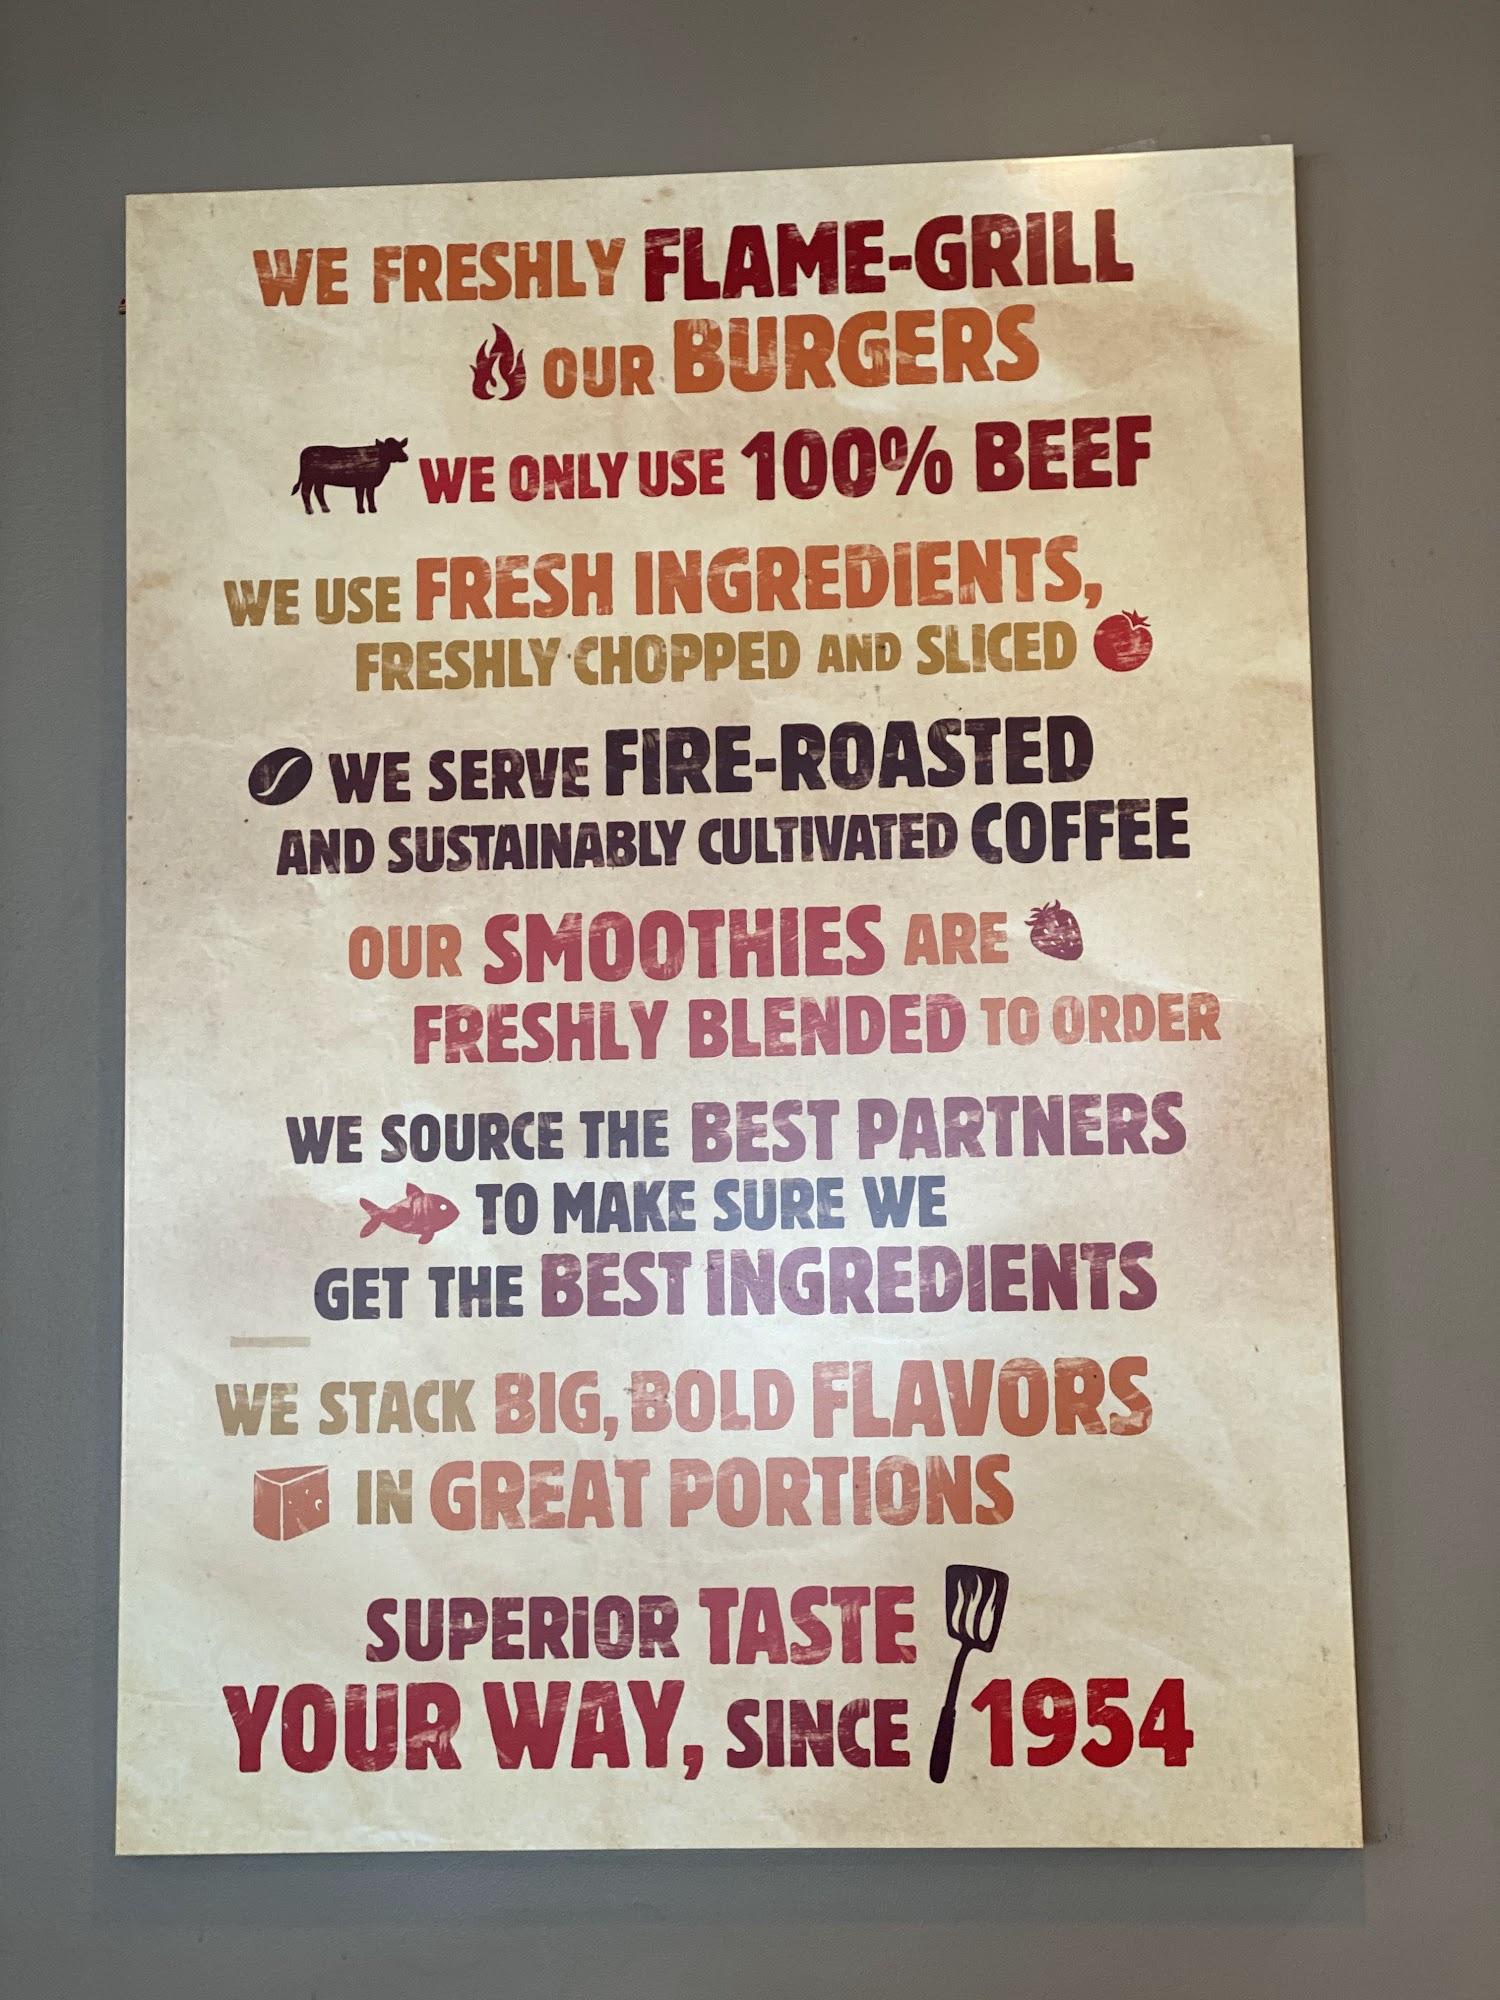 WE FRESHLY FLAME-GRILL
OUR BURGERS
WE ONLY USE 100% BEEF
WE USE FRESH INGREDIENTS,
FRESHLY CHOPPED AND SLICED
WE SERVE FIRE-ROASTED
AND SUSTAINABLY CULTIVATED COFFEE
OUR SMOOTHIES ARE
FRESHLY BLENDED TO ORDER
WE SOURCE THE BEST PARTNERS
TO MAKE SURE WE
GET THE BEST INGREDIENTS
WE STACK BIG, BOLD FLAVORS
IN GREAT PORTIONS
SUPERIOR TASTE
YOUR WAY, SINCE 1954